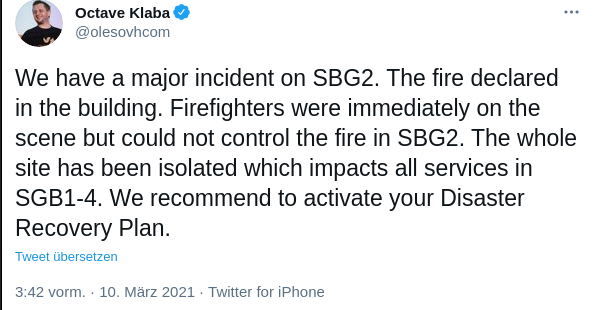 Octave Klaba
@olesovhcom
We have a major incident on SBG2. The fire declared
in the building. Firefighters were immediately on the
scene but could not control the fire in SBG2. The whole
site has been isolated which impacts all services in
SGB1-4. We recommend to activate your Disaster
Recovery Plan.
Tweet übersetzen
3:42 vorm. · 10. März 2021 · Twitter for iPhone